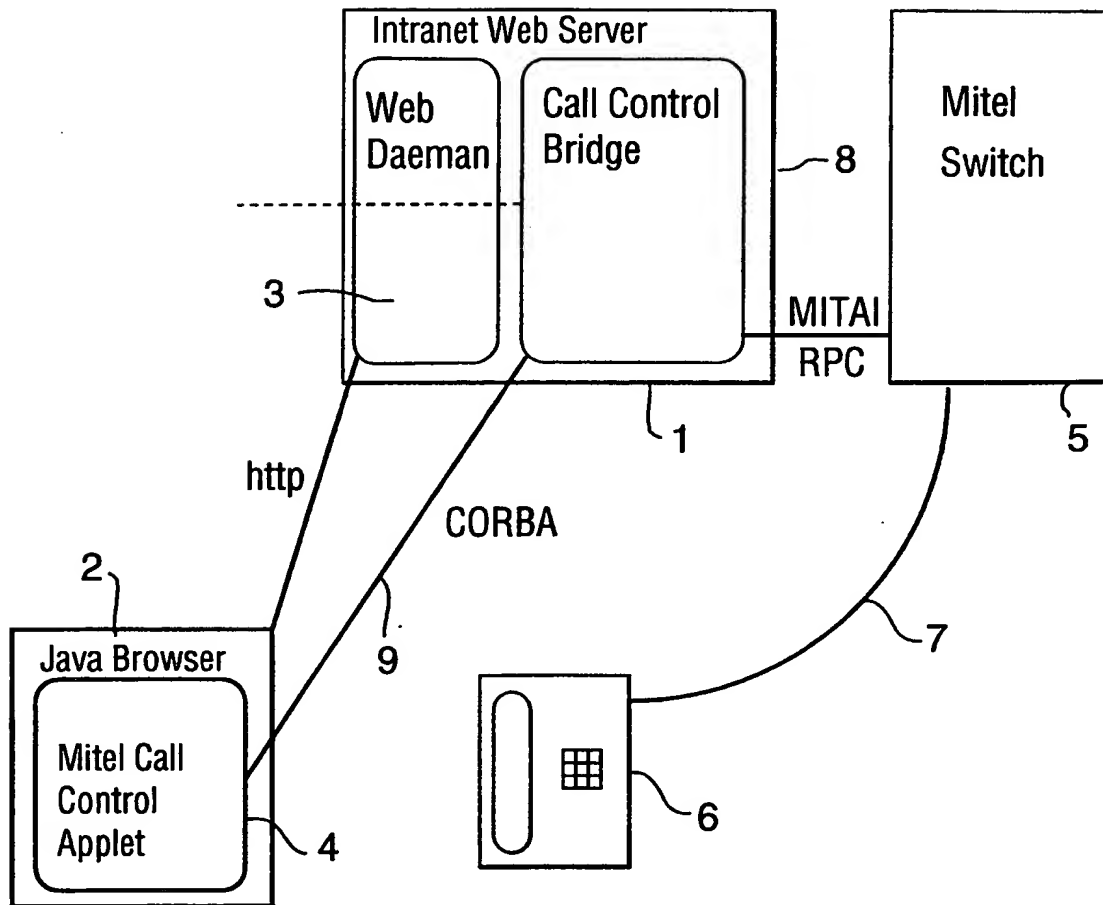 Intranet Web Server
Web
Daeman
Call Control
Bridge
Mitel
Switch
8
3
MITAI
RPC
1
5
http
CORBA
2
9
7
Java Browser
Mitel Call
Control
Applet
4
6